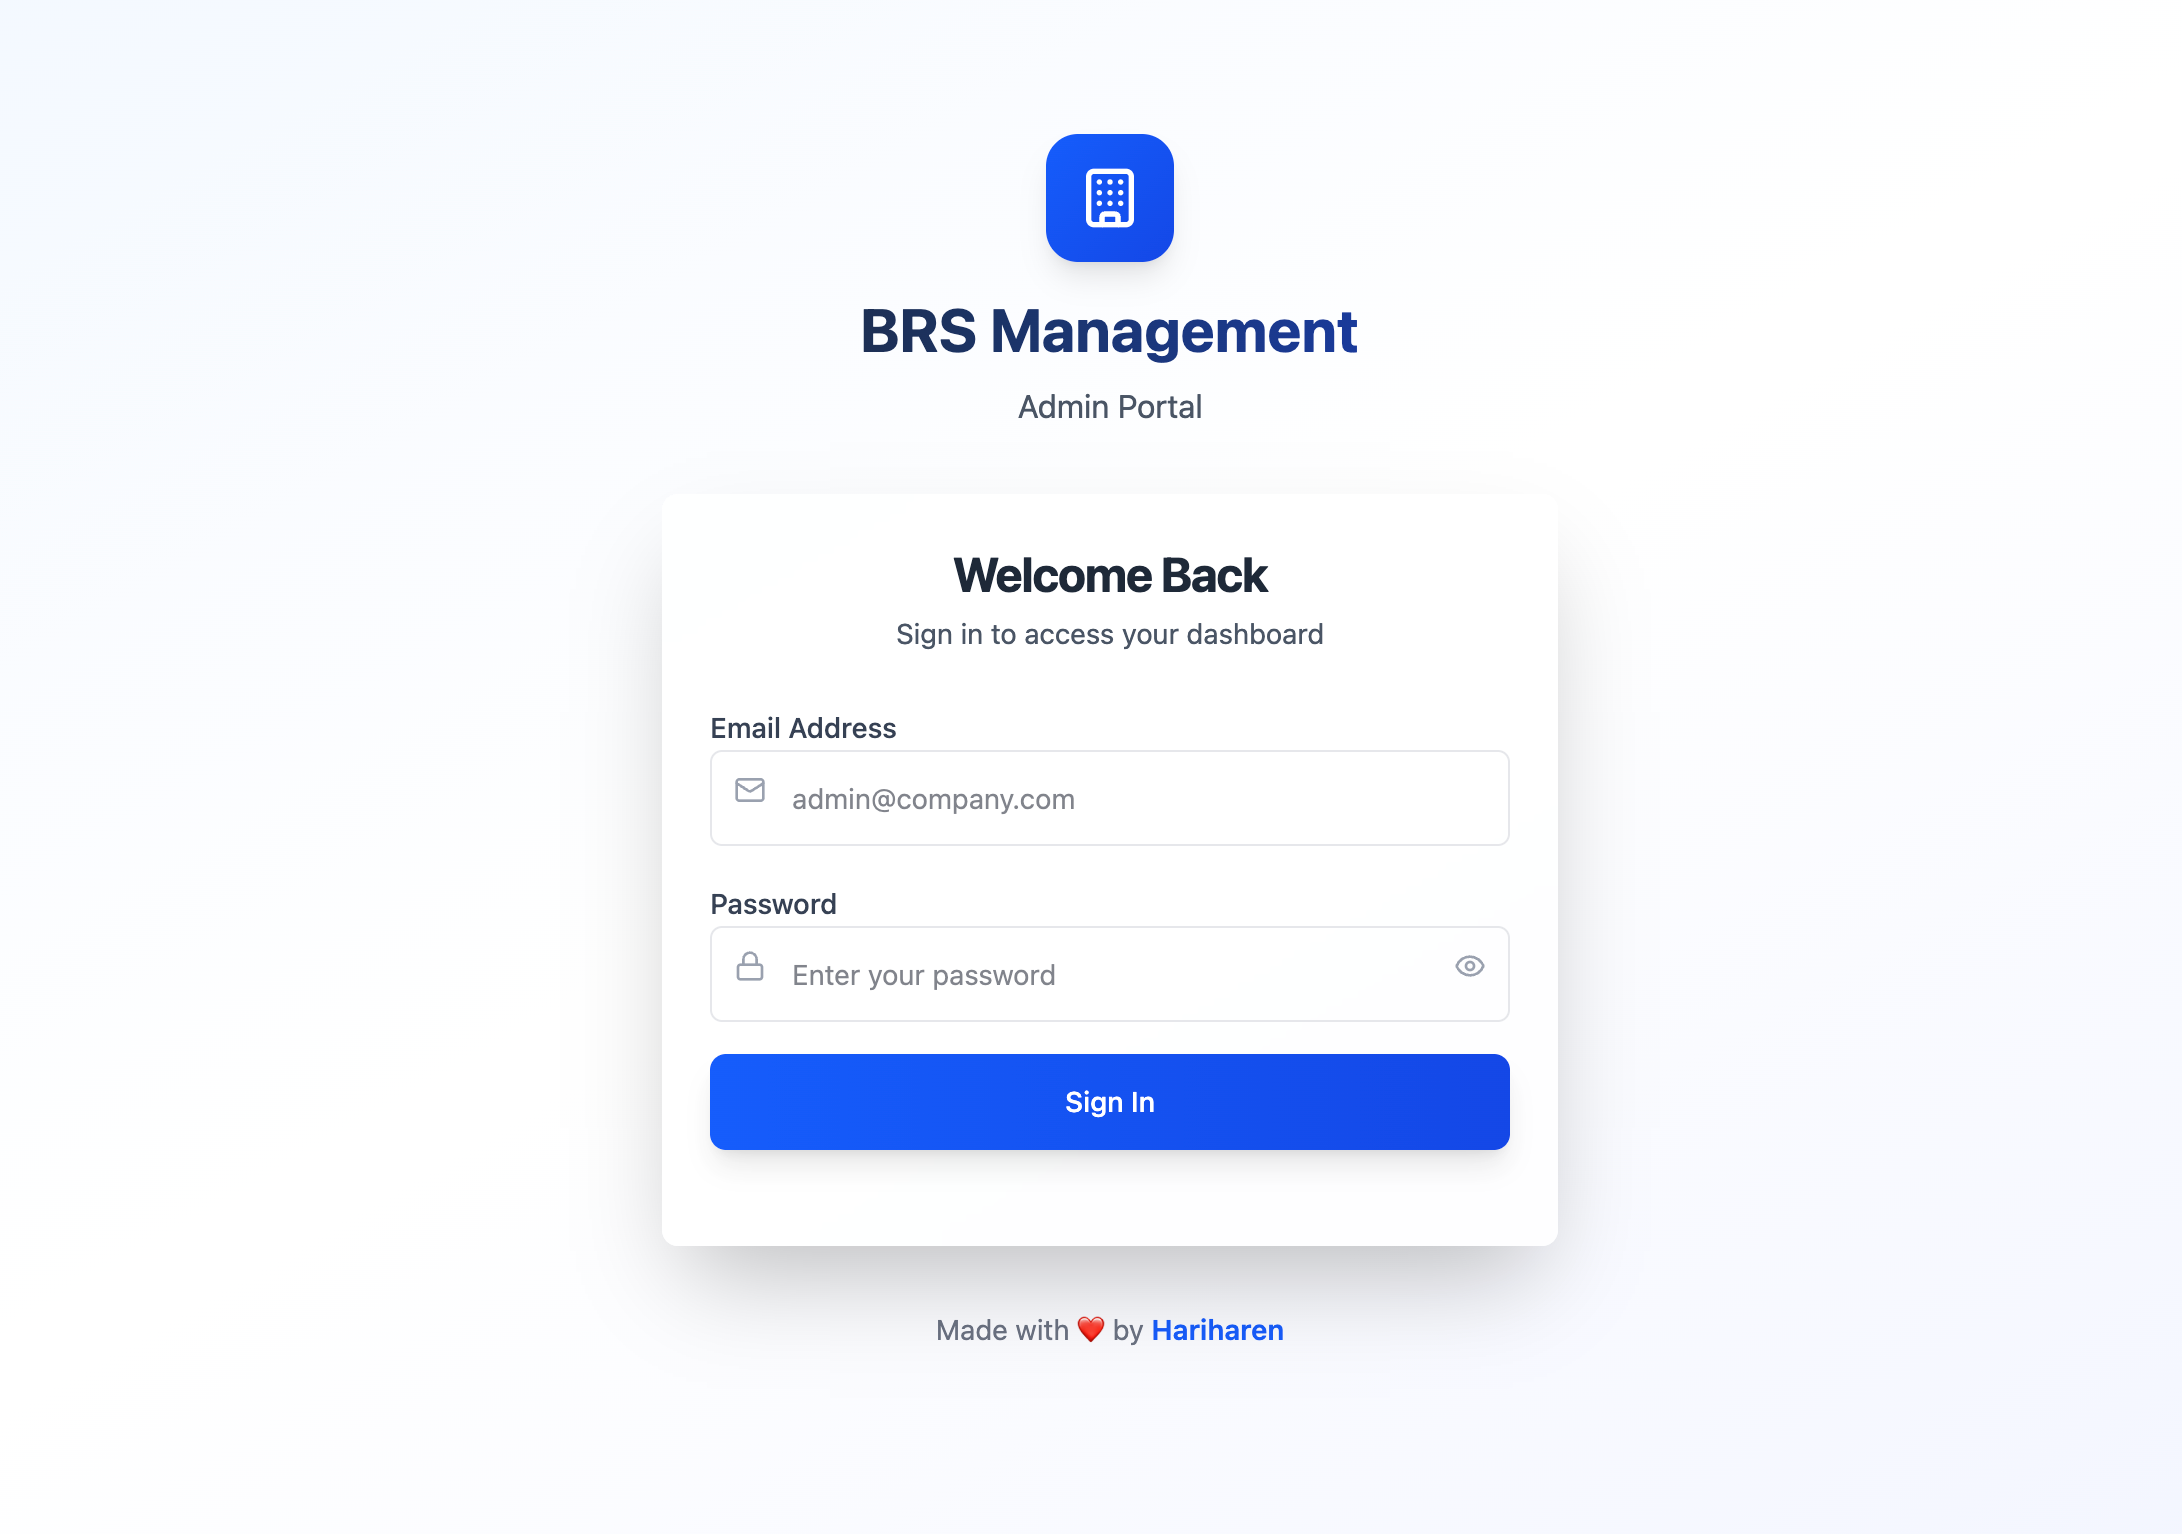 BRS Management
Admin Portal
Welcome Back
Sign in to access your dashboard
Email Address
admin@company.com
Password
Enter your password
Sign In
Made with ❤️ by Hariharen